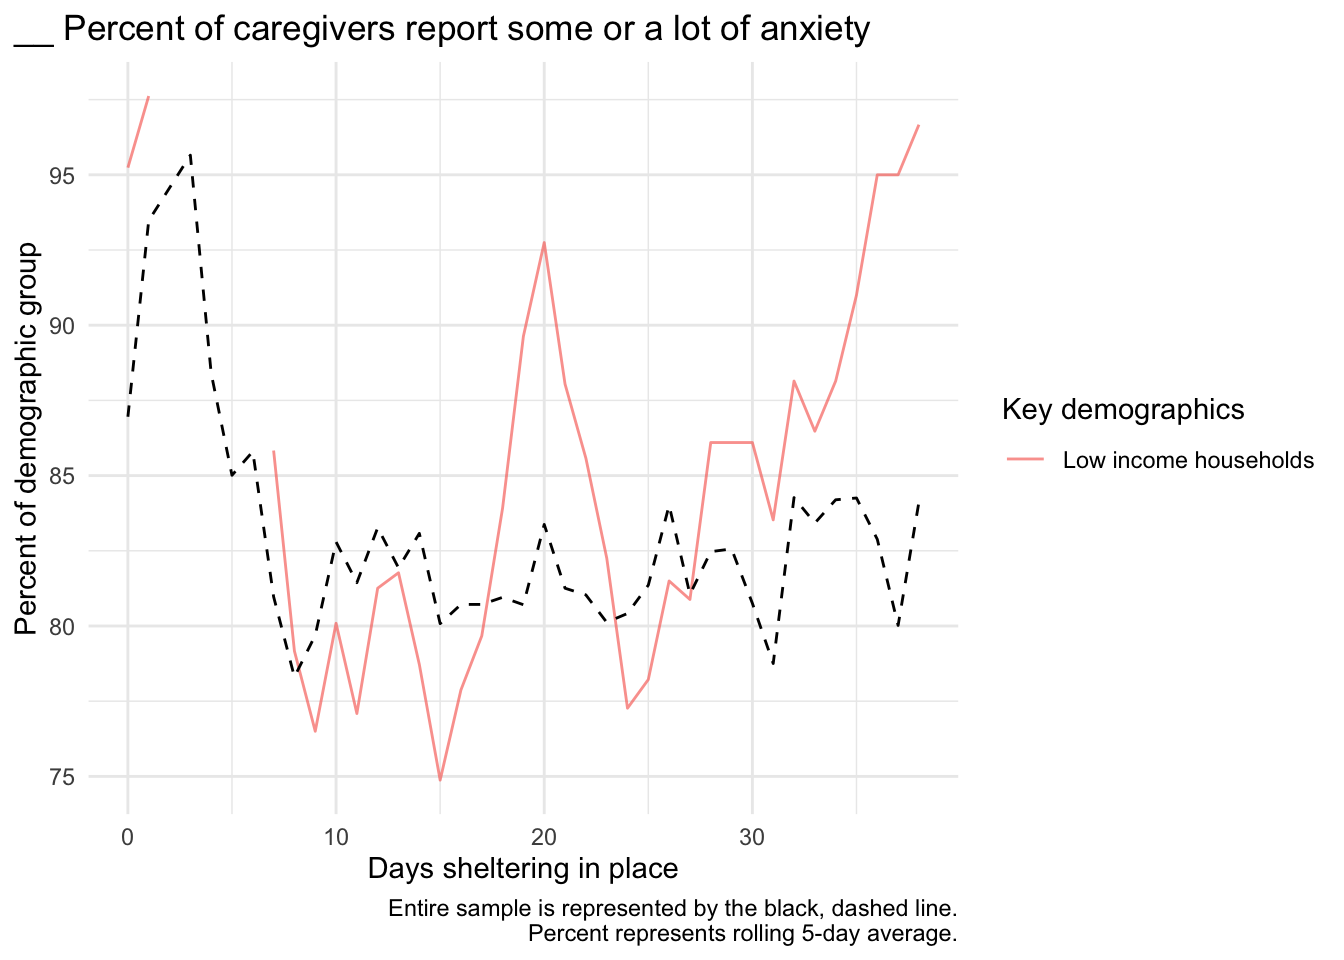 __ Percent of caregivers report some or a lot of anxiety
Percent of demographic group
95
90
85
80
75
0
10
20
30
Days sheltering in place
Key demographics
Low income households
Entire sample is represented by the black, dashed line.
Percent represents rolling 5-day average.